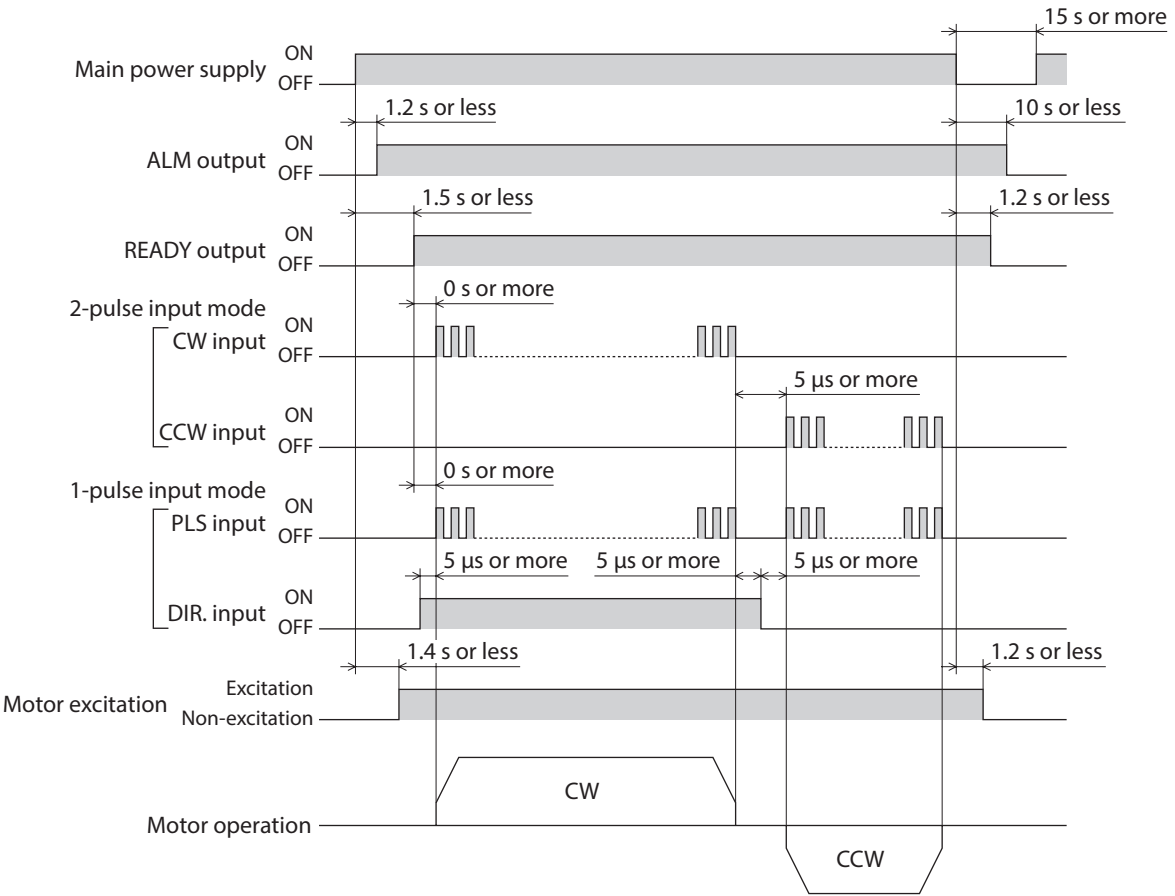 15 s or more
ON
Main power supply
OFF
1.2 s or less
10 s or less
ON
ALM output
OFF
1.5 s or less
1.2 s or less
ON
READY output
OFF
0 s or more
2-pulse input mode
ON
CW input
OFF
5 µs or more
ON
CCW input
OFF
0 s or more
1-pulse input mode
ON
PLS input
OFF
5 µs or more
5 µs or more
5 µs or more
ON
DIR. input
OFF
1.4 s or less
1.2 s or less
Excitation
Motor excitation
Non-excitation
CW
Motor operation
CCW